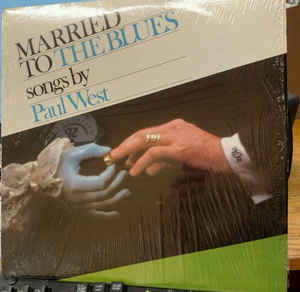 MARRIED
TO THE BLUES
songs by
Paul West